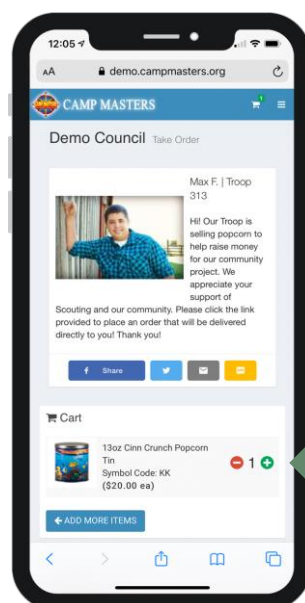 12:05
AA demo.campmasters.org
CAMP MASTERS
Demo Council Take Order
Max F. | Troop
313
Hi! Our Troop is
selling popcorn to
help raise money
for our community
project. We
appreciate your
support of
Scouting and our community. Please click the link
provided to place an order that will be delivered
directly to you! Thank you!
f Share
Cart
13oz Cinn Crunch Popcorn
Tin
Symbol Code: KK
($20.00 ea)
1
ADD MORE ITEMS